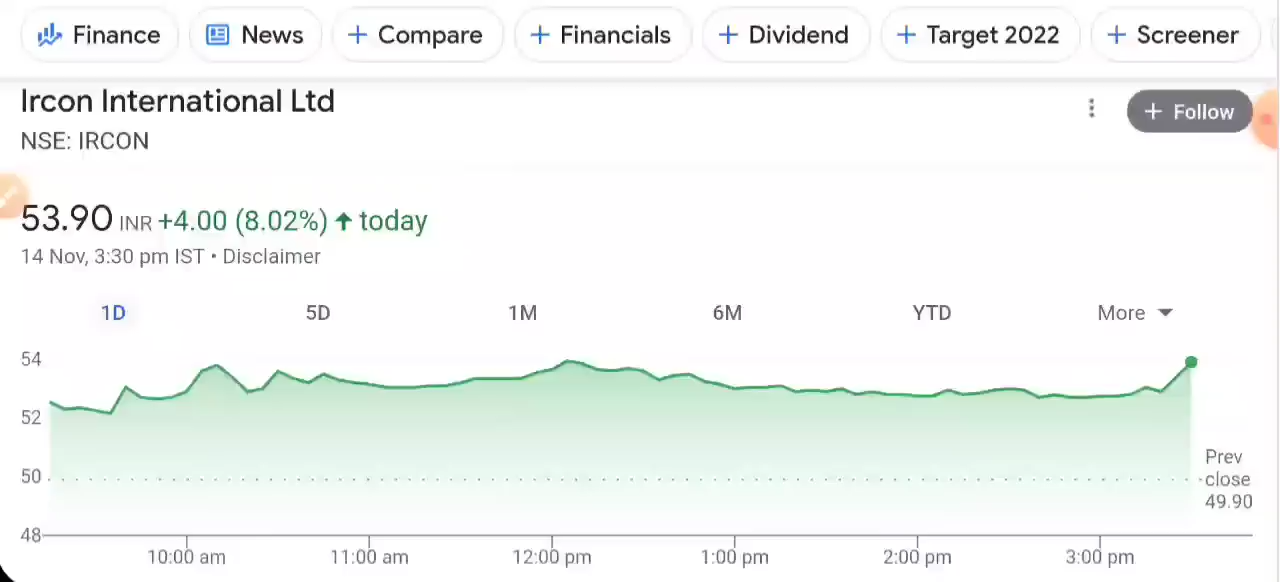 Finance News + Compare + Financials + Dividend + Target 2022 + Screener
Ircon International Ltd
+ Follow
NSE: IRCON
53.90 INR +4.00 (8.02%) ↑ today
14 Nov, 3:30 pm IST • Disclaimer
1D 5D 1M 6M YTD More
54
52
50
48
Prev
close
49.90
10:00 am 11:00 am 12:00 pm 1:00 pm 2:00 pm 3:00 pm